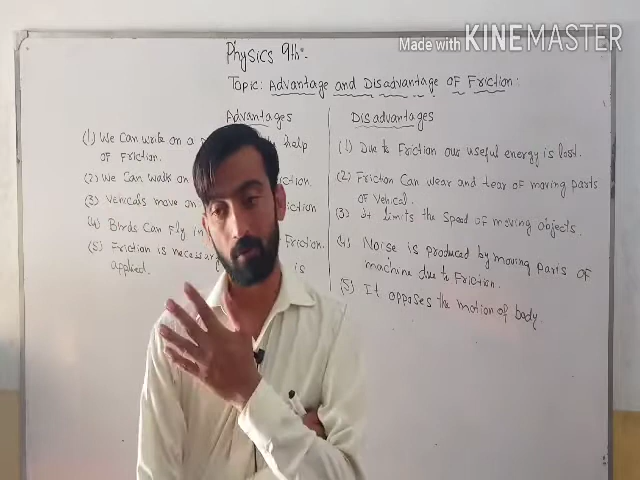 Physics 9th:
Made with KINEMASTER
Topic: Advantage and Disadvantage of Friction:
Advantages
(1) We Can write on a help
of Friction.
(2) We Can walk on
(3) Vehicals move on
(4) Birds Can Fly in
(5) Friction is necessary Friction.
applied. is
Disadvantages
(1) Due to Friction our useful energy is lost.
(2) Friction Can wear and tear of moving parts
of Vehical.
(3) It limits the speed of moving objects.
(4) Noise is produced by moving parts of
machine due to Friction.
(5) It opposes the motion of body.